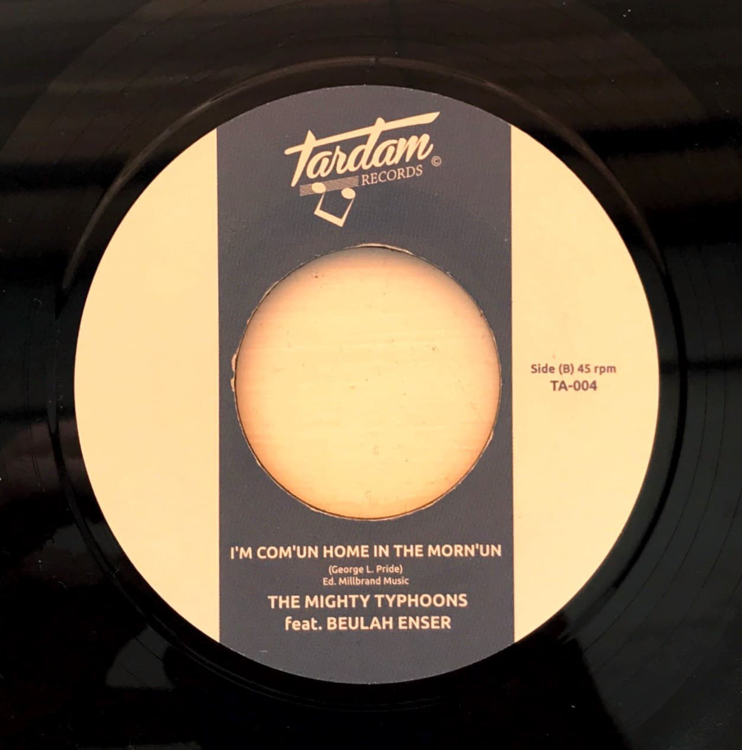 Tardam
RECORDS ©
Side (B) 45 rpm
TA-004
I'M COM'UN HOME IN THE MORN'UN
(George L. Pride)
Ed. Millbrand Music
THE MIGHTY TYPHOONS
feat. BEULAH ENSER